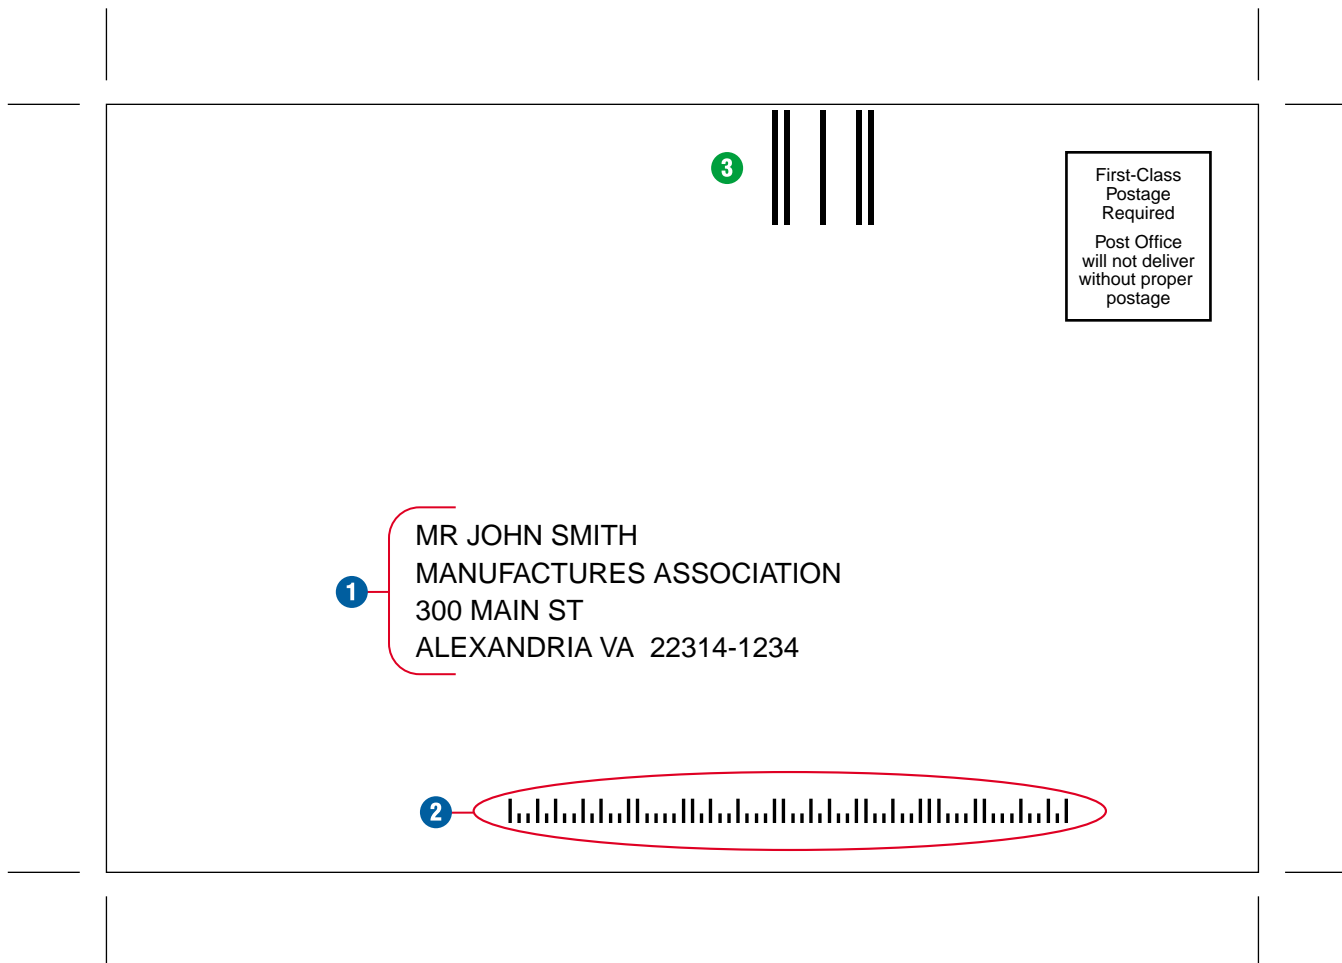 3
First-Class
Postage
Required
Post Office
will not deliver
without proper
postage
1
MR JOHN SMITH
MANUFACTURES ASSOCIATION
300 MAIN ST
ALEXANDRIA VA  22314-1234
2